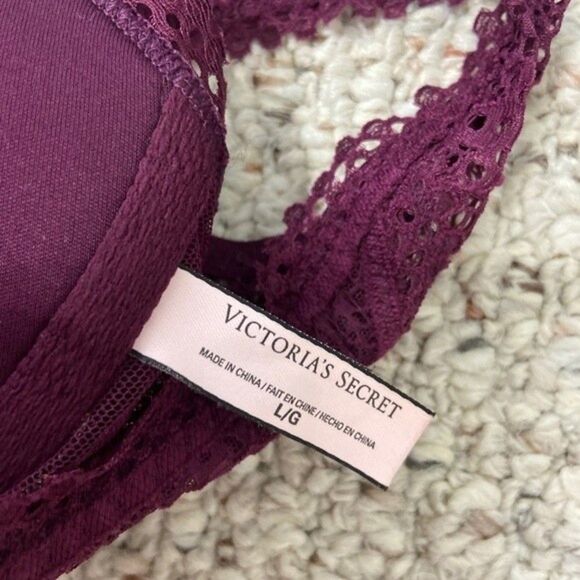 VICTORIA'S SECRET
MADE IN CHINA / FAIT EN CHINE / HECHO EN CHINA
L/G